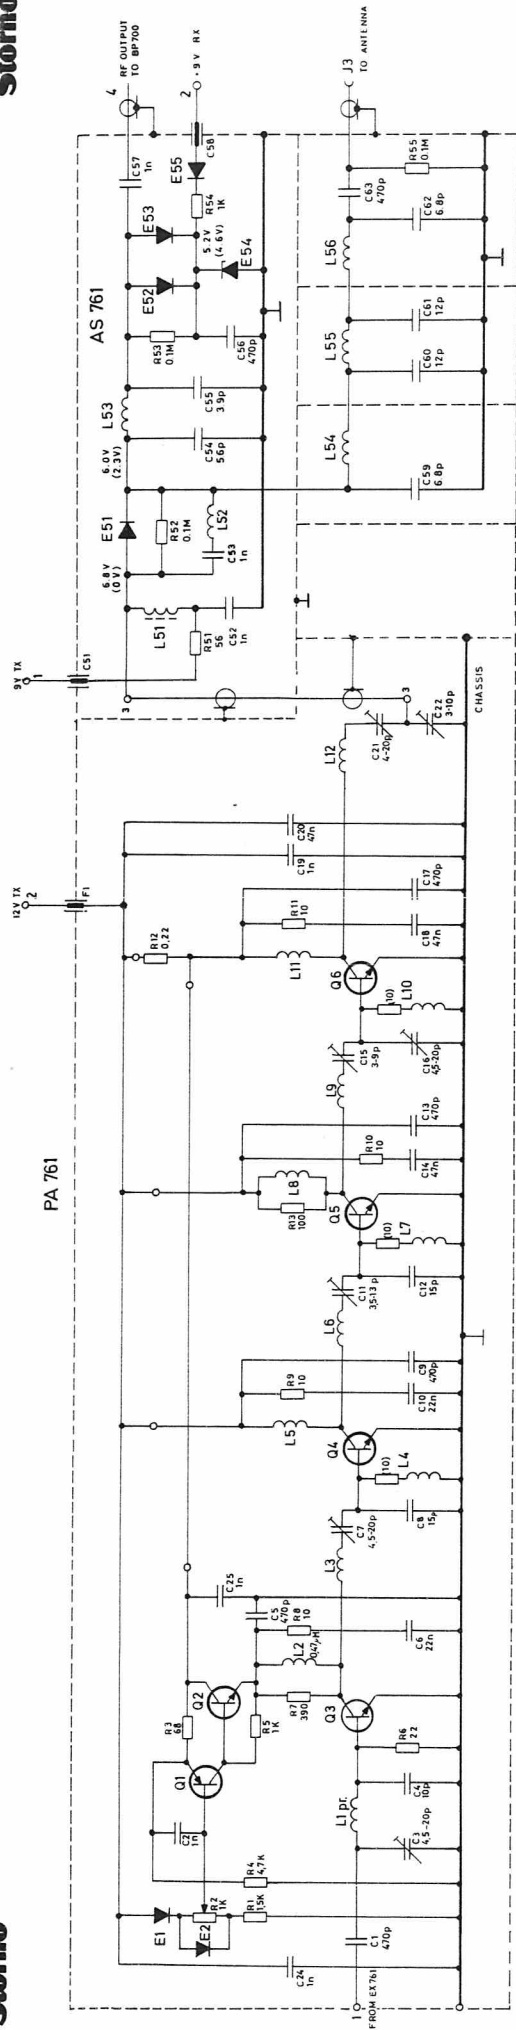 Storno
Storno
PA 761
12V TX
2
F1
9V TX
1
C51
AS 761
4
RF OUTPUT
TO BP700
2
+9V RX
J3
TO ANTENNA
E1
E2
R2
1K
R1
1,5K
C24
1n
C2
1n
R4
4,7K
Q1
R3
68
Q2
R5
1K
C25
1n
C5
470p
R8
10
L2
0,47µH
R7
390
C6
22n
Q3
R6
22
1
FROM EX761
C1
470p
L1 pr.
C3
4,5-20p
C4
10p
L3
C7
4,5-20p
C8
15p
(10)
L4
Q4
L5
R9
10
C10
22n
C9
470p
L6
C11
3,5-13p
C12
15p
(10)
L7
Q5
R13
100
L8
R10
10
C14
47n
C13
470p
L9
C15
3-9p
C16
4,5-20p
(10)
L10
Q6
R12
0,22
L11
R11
10
C18
47n
C17
470p
C19
1n
C20
47n
L12
C21
4-20p
C22
3-10p
3
CHASSIS
3
L51
R51
56
C52
1n
6.8V
(0V)
E51
R52
0.1M
L52
C53
1n
6.0V
(2.3V)
L53
C54
56p
C55
3.9p
R53
0.1M
C56
470p
E52
E53
5.2V
(4.6V)
E54
R54
1K
E55
C57
1n
C58
C59
6.8p
L54
C60
12p
L55
C61
12p
L56
C62
6.8p
C63
470p
R55
0.1M